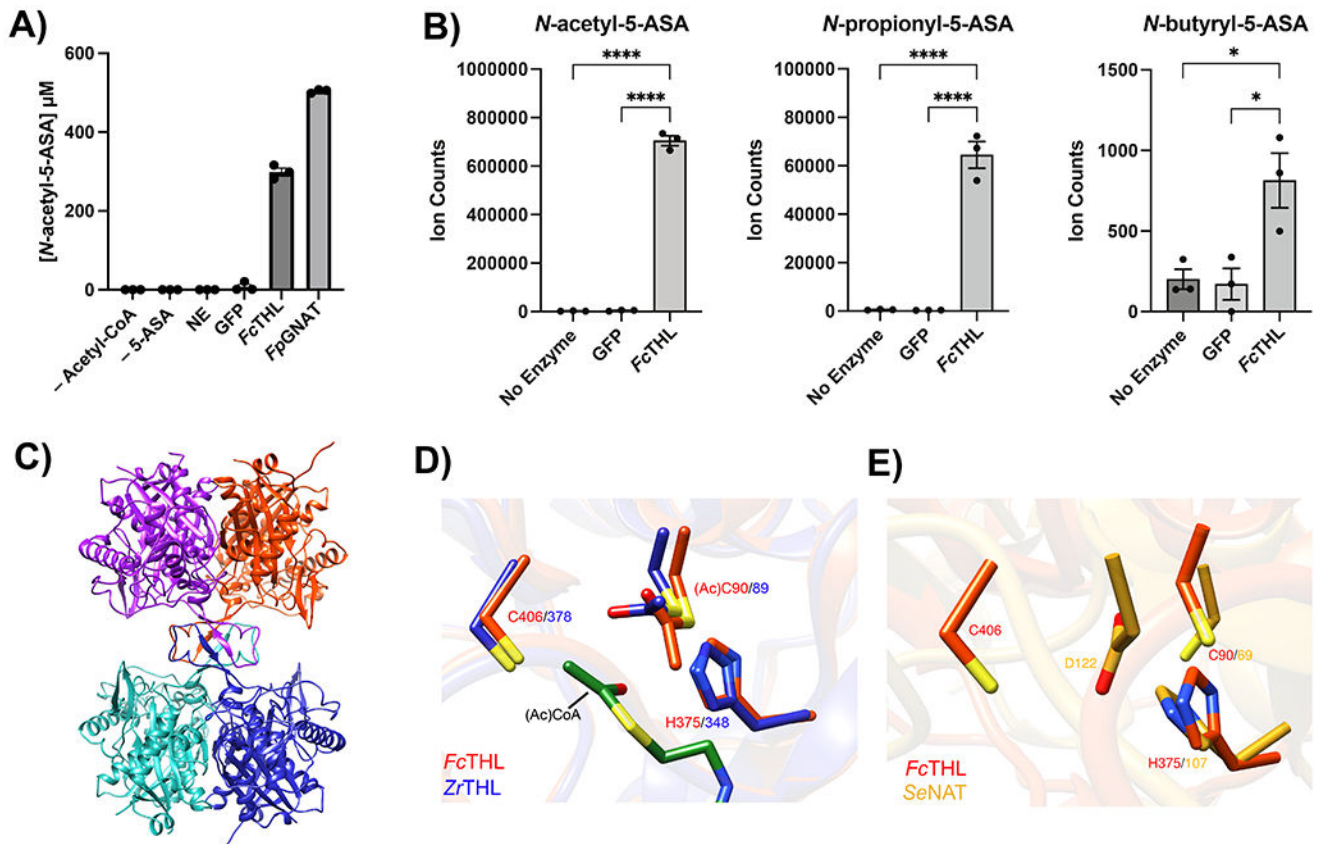 A)
[N-acetyl-5-ASA] µM
600
400
200
0
– Acetyl-CoA
– 5-ASA
NE
GFP
FcTHL
FpGNAT
B)
N-acetyl-5-ASA
****
****
Ion Counts
1000000
800000
600000
400000
200000
0
No Enzyme
GFP
FcTHL
N-propionyl-5-ASA
****
****
Ion Counts
100000
80000
60000
40000
20000
0
No Enzyme
GFP
FcTHL
N-butyryl-5-ASA
*
*
Ion Counts
1500
1000
500
0
No Enzyme
GFP
FcTHL
C)
D)
(Ac)C90/89
C406/378
(Ac)CoA
H375/348
FcTHL
ZrTHL
E)
C406
D122
C90/69
H375/107
FcTHL
SeNAT